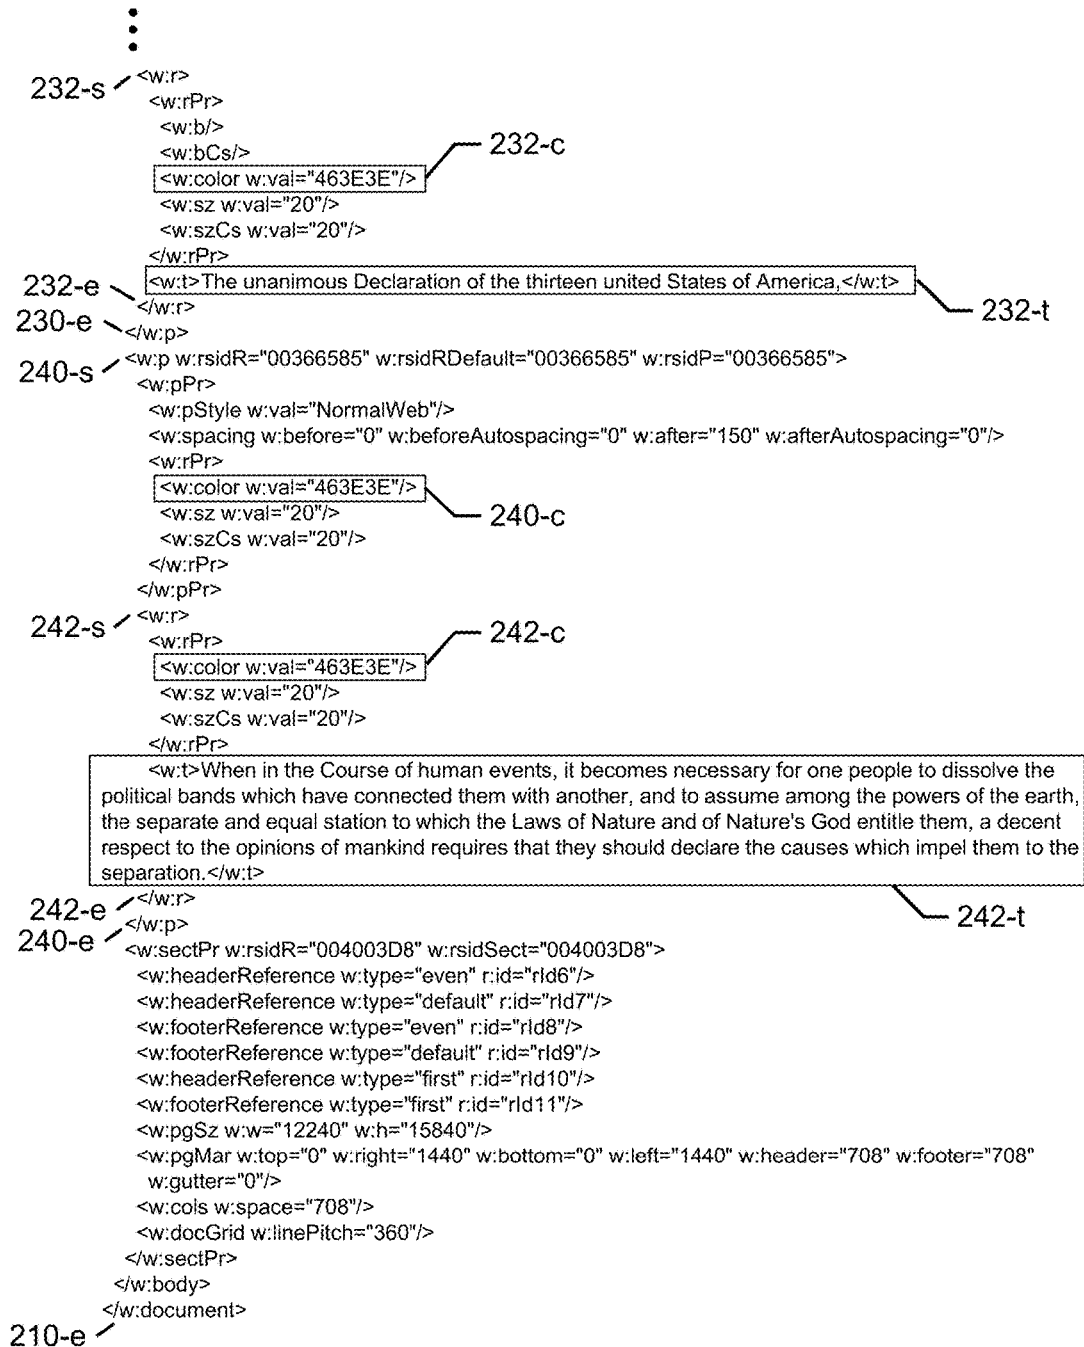 232-s <w:r>
<w:rPr>
<w:b/>
<w:bCs/>
232-c
<w:color w:val="463E3E"/>
<w:sz w:val="20"/>
<w:szCs w:val="20"/>
</w:rPr>
<w:t>The unanimous Declaration of the thirteen united States of America,</w:t>
232-t
232-e </w:r>
230-e </w:p>
240-s <w:p w:rsidR="00366585" w:rsidRDefault="00366585" w:rsidP="00366585">
<w:pPr>
<w:pStyle w:val="NormalWeb"/>
<w:spacing w:before="0" w:beforeAutospacing="0" w:after="150" w:afterAutospacing="0"/>
<w:rPr>
<w:color w:val="463E3E"/>
240-c
<w:sz w:val="20"/>
<w:szCs w:val="20"/>
</w:rPr>
</w:pPr>
242-s <w:r>
<w:rPr>
242-c
<w:color w:val="463E3E"/>
<w:sz w:val="20"/>
<w:szCs w:val="20"/>
</w:rPr>
<w:t>When in the Course of human events, it becomes necessary for one people to dissolve the
political bands which have connected them with another, and to assume among the powers of the earth,
the separate and equal station to which the Laws of Nature and of Nature's God entitle them, a decent
respect to the opinions of mankind requires that they should declare the causes which impel them to the
separation.</w:t>
242-t
242-e </w:r>
240-e </w:p>
<w:sectPr w:rsidR="004003D8" w:rsidSect="004003D8">
<w:headerReference w:type="even" r:id="rId6"/>
<w:headerReference w:type="default" r:id="rId7"/>
<w:footerReference w:type="even" r:id="rId8"/>
<w:footerReference w:type="default" r:id="rId9"/>
<w:headerReference w:type="first" r:id="rId10"/>
<w:footerReference w:type="first" r:id="rId11"/>
<w:pgSz w:w="12240" w:h="15840"/>
<w:pgMar w:top="0" w:right="1440" w:bottom="0" w:left="1440" w:header="708" w:footer="708"
w:gutter="0"/>
<w:cols w:space="708"/>
<w:docGrid w:linePitch="360"/>
</w:sectPr>
</w:body>
</w:document>
210-e